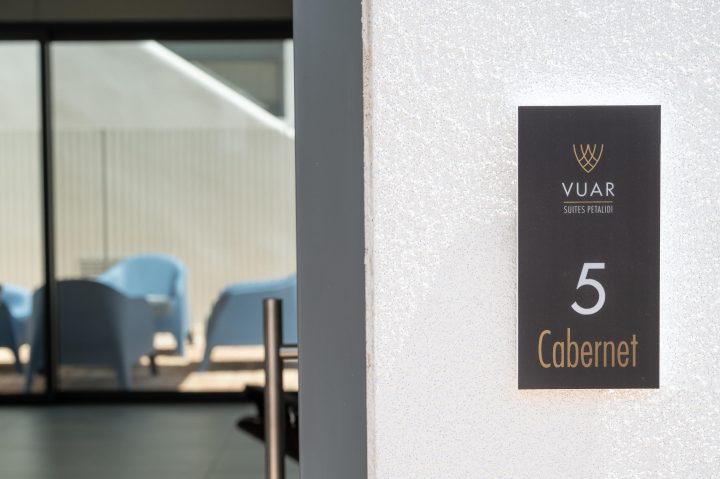 VUAR
SUITES PETALIDI
5
Cabernet